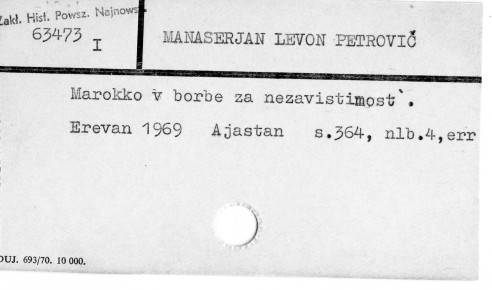 Zakł. Hist. Powsz. Najnows
63473 I
MANASERJAN LEVON PETROVIČ
Marokko v borbe za nezavistimost`.
Erevan 1969 Ajastan s.364, nlb.4,err
DUJ. 693/70. 10 000.